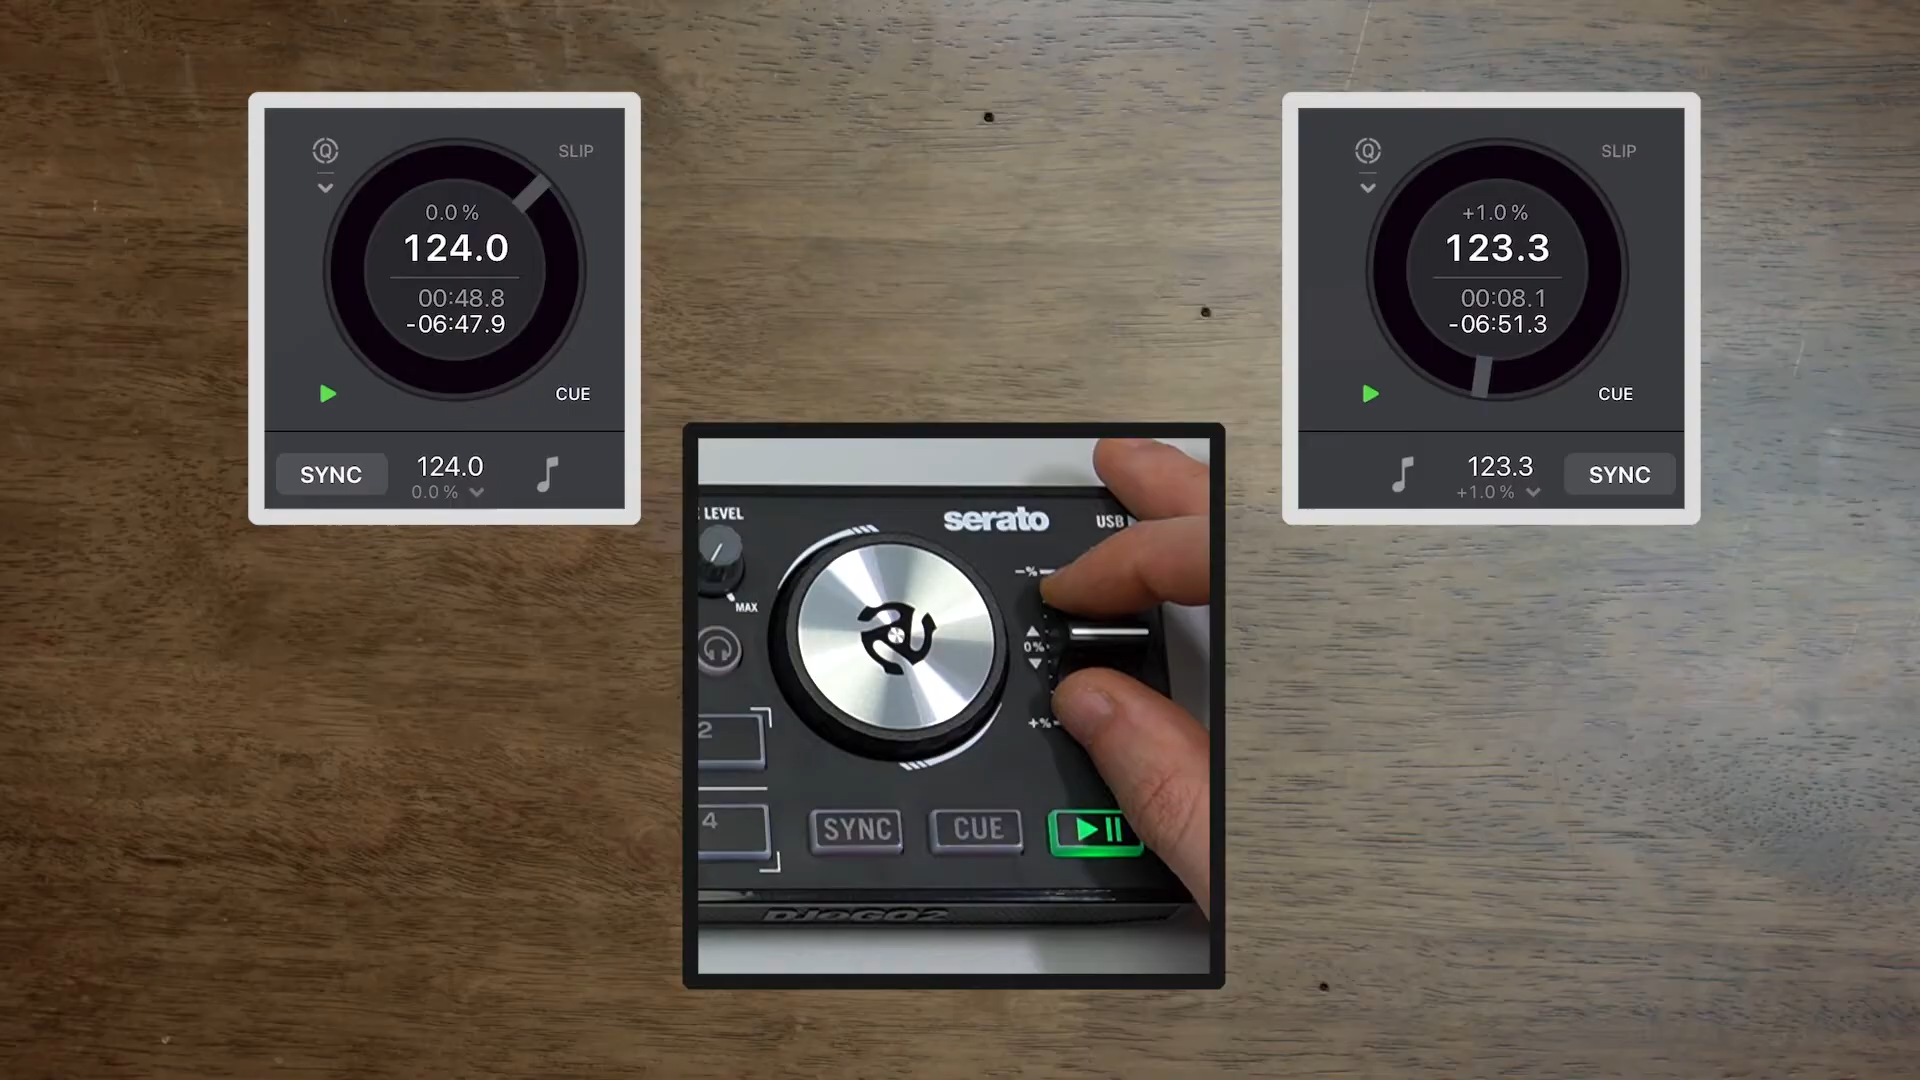 Q
SLIP
0.0 %
124.0
00:48.8
-06:47.9
CUE
SYNC
124.0
0.0 %
Q
SLIP
+1.0 %
123.3
00:08.1
-06:51.3
CUE
123.3
+1.0 %
SYNC
LEVEL
MAX
serato
USB
-%
0%
+%
2
4
SYNC
CUE
DJ2GO2